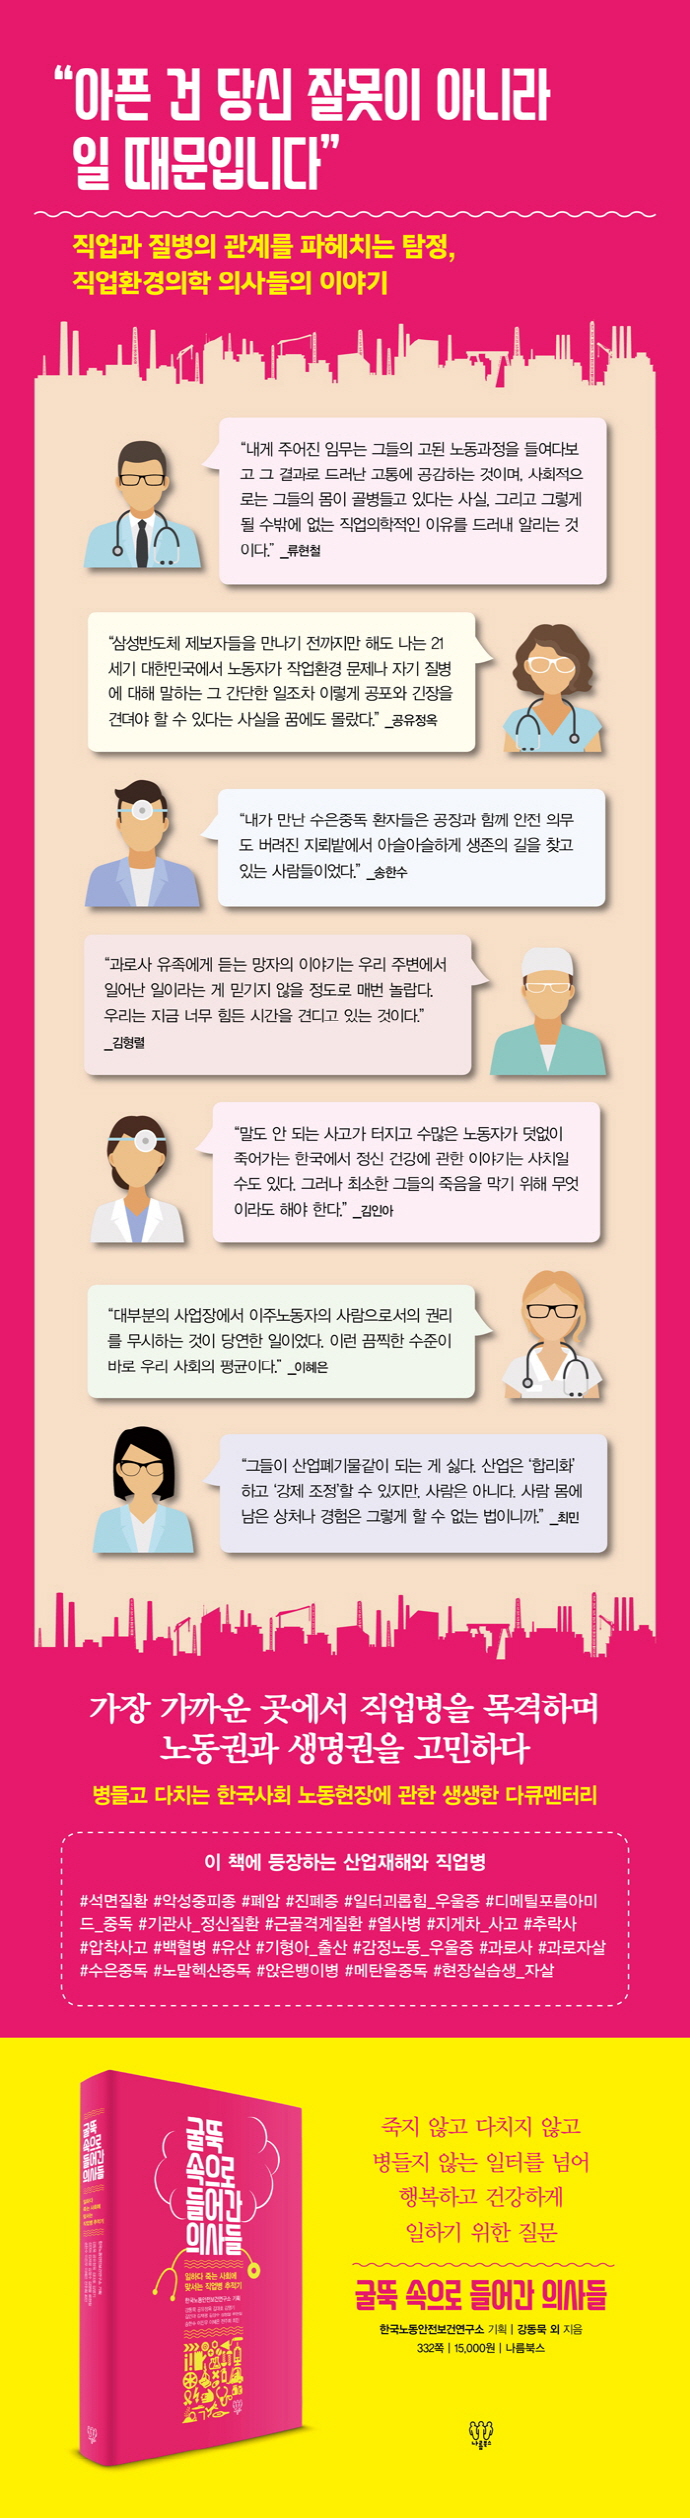 “아픈 건 당신 잘못이 아니라
일 때문입니다”
직업과 질병의 관계를 파헤치는 탐정,
직업환경의학 의사들의 이야기
“내게 주어진 임무는 그들의 고된 노동과정을 들여다보
고 그 결과로 드러난 고통에 공감하는 것이며, 사회적으
로는 그들의 몸이 골병들고 있다는 사실, 그리고 그렇게
될 수밖에 없는 직업의학적인 이유를 드러내 알리는 것
이다.” _류현철
“삼성반도체 제보자들을 만나기 전까지만 해도 나는 21
세기 대한민국에서 노동자가 작업환경 문제나 자기 질병
에 대해 말하는 그 간단한 일조차 이렇게 공포와 긴장을
견뎌야 할 수 있다는 사실을 꿈에도 몰랐다.” _공유정옥
“내가 만난 수은중독 환자들은 공장과 함께 안전 의무
도 버려진 지뢰밭에서 아슬아슬하게 생존의 길을 찾고
있는 사람들이었다.” _송한수
“과로사 유족에게 듣는 망자의 이야기는 우리 주변에서
일어난 일이라는 게 믿기지 않을 정도로 매번 놀랍다.
우리는 지금 너무 힘든 시간을 견디고 있는 것이다.”
_김형렬
“말도 안 되는 사고가 터지고 수많은 노동자가 덧없이
죽어가는 한국에서 정신 건강에 관한 이야기는 사치일
수도 있다. 그러나 최소한 그들의 죽음을 막기 위해 무엇
이라도 해야 한다.” _김인아
“대부분의 사업장에서 이주노동자의 사람으로서의 권리
를 무시하는 것이 당연한 일이었다. 이런 끔찍한 수준이
바로 우리 사회의 평균이다.” _이혜은
“그들이 산업폐기물같이 되는 게 싫다. 산업은 ‘합리화’
하고 ‘강제 조정’할 수 있지만, 사람은 아니다. 사람 몸에
남은 상처나 경험은 그렇게 할 수 없는 법이니까.” _최민
가장 가까운 곳에서 직업병을 목격하며
노동권과 생명권을 고민하다
병들고 다치는 한국사회 노동현장에 관한 생생한 다큐멘터리
이 책에 등장하는 산업재해와 직업병
#석면질환 #악성중피종 #폐암 #진폐증 #일터괴롭힘_우울증 #디메틸포름아미
드_중독 #기관사_정신질환 #근골격계질환 #열사병 #지게차_사고 #추락사
#압착사고 #백혈병 #유산 #기형아_출산 #감정노동_우울증 #과로사 #과로자살
#수은중독 #노말헥산중독 #앉은뱅이병 #메탄올중독 #현장실습생_자살
굴뚝
속으로
들어간
의사들
굴뚝
속으로
들어간
의사들
일하다 죽는 사회에
맞서는 직업병 추적기
한국노동안전보건연구소 기획
죽지 않고 다치지 않고
병들지 않는 일터를 넘어
행복하고 건강하게
일하기 위한 질문
굴뚝 속으로 들어간 의사들
한국노동안전보건연구소 기획 | 강동묵 외 지음
332쪽 | 15,000원 | 나름북스
나름북스